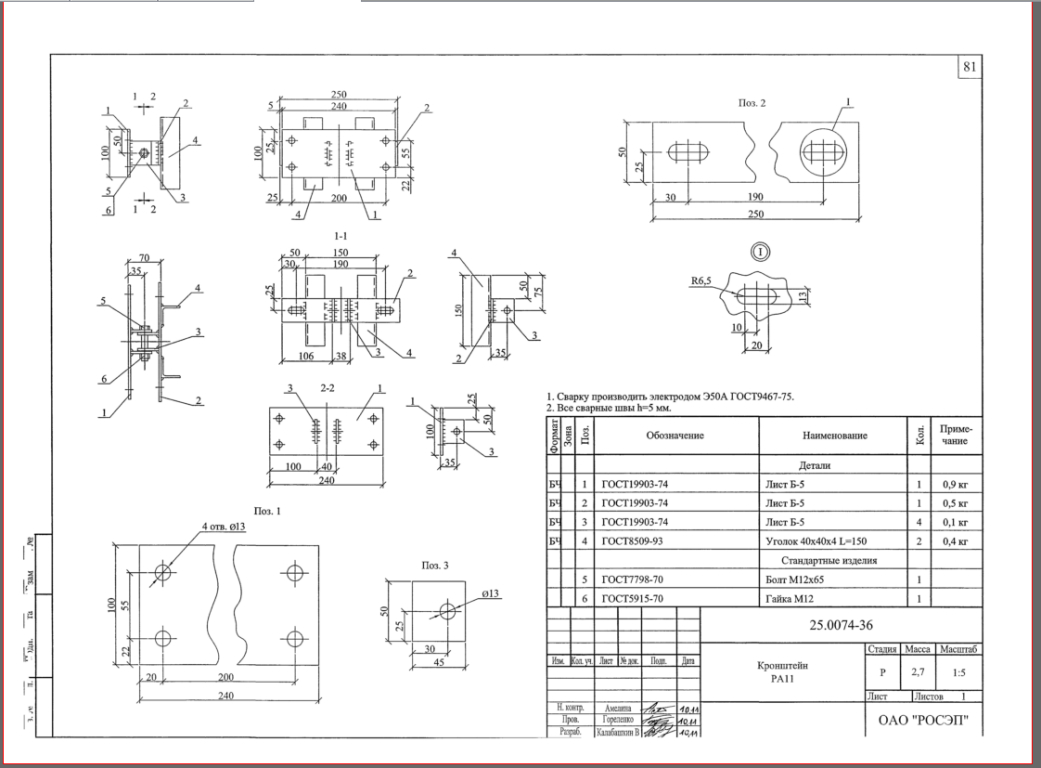 81
1 2
1
2
50
100
4
5
6
3
1 2
250
5
240
2
100
25
55
22
25
200
4
1
Поз. 2
1
50
25
30
190
250
70
35
5
4
3
6
1
2
1-1
50
150
30
190
2
25
106
38
3
4
4
150
50
75
3
2
35
I
R6,5
13
10
20
3
2-2
1
100
40
240
1
25
50
100
3
35
Поз. 1
4 отв. ø13
100
55
22
20
200
240
Поз. 3
ø13
50
25
30
45
1. Сварку производить электродом Э50А ГОСТ9467-75.
2. Все сварные швы h=5 мм.
Формат Зона Поз. Обозначение Наименование Кол. Приме-
чание
Детали
БЧ 1 ГОСТ19903-74 Лист Б-5 1 0,9 кг
БЧ 2 ГОСТ19903-74 Лист Б-5 1 0,5 кг
БЧ 3 ГОСТ19903-74 Лист Б-5 4 0,1 кг
БЧ 4 ГОСТ8509-93 Уголок 40х40х4 L=150 2 0,4 кг
Стандартные изделия
5 ГОСТ7798-70 Болт М12х65 1
6 ГОСТ5915-70 Гайка М12 1
25.0074-36
Изм. Кол. уч. Лист № док. Подп. Дата
Кронштейн
РА11
Стадия Масса Масштаб
Р 2,7 1:5
Лист Листов 1
Н. контр. Амелина 10.11
Пров. Гореленко 10.11
Разраб. Калабашкин В 10.11
ОАО "РОСЭП"